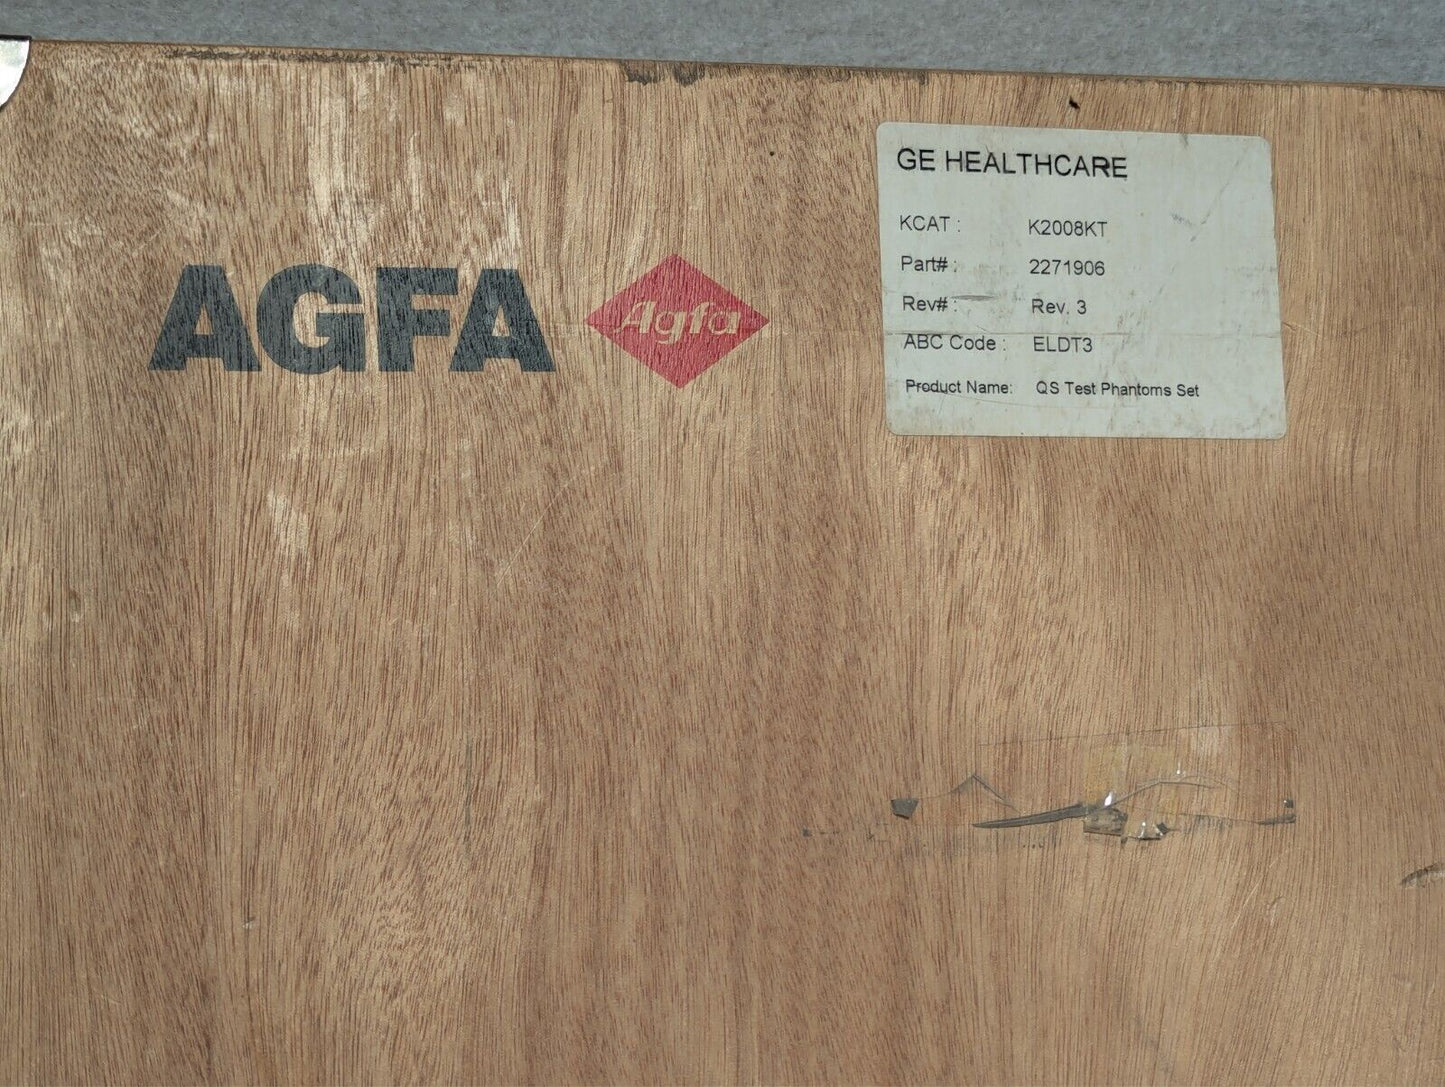 AGFA
Agfa
GE HEALTHCARE
KCAT : K2008KT
Part# : 2271906
Rev# : Rev. 3
ABC Code : ELDT3
Product Name: QS Test Phantoms Set